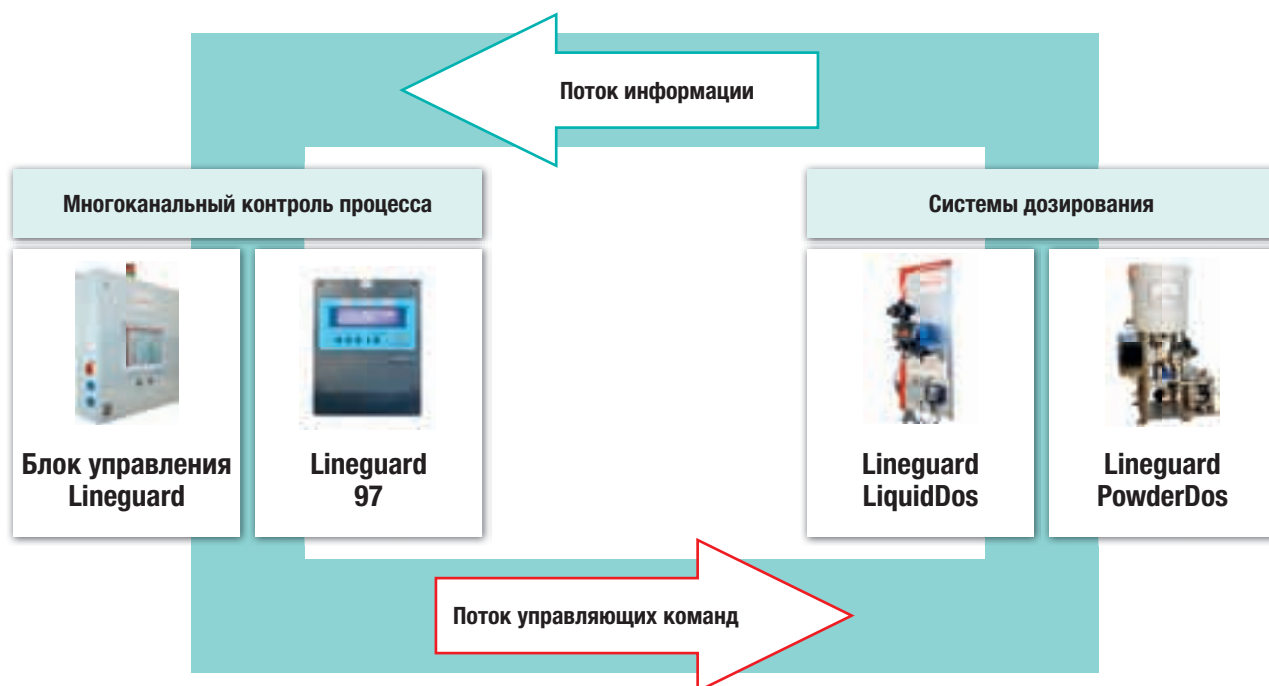 Поток информации
Многоканальный контроль процесса
Системы дозирования
Блок управления
Lineguard
Lineguard
97
Lineguard
LiquidDos
Lineguard
PowderDos
Поток управляющих команд